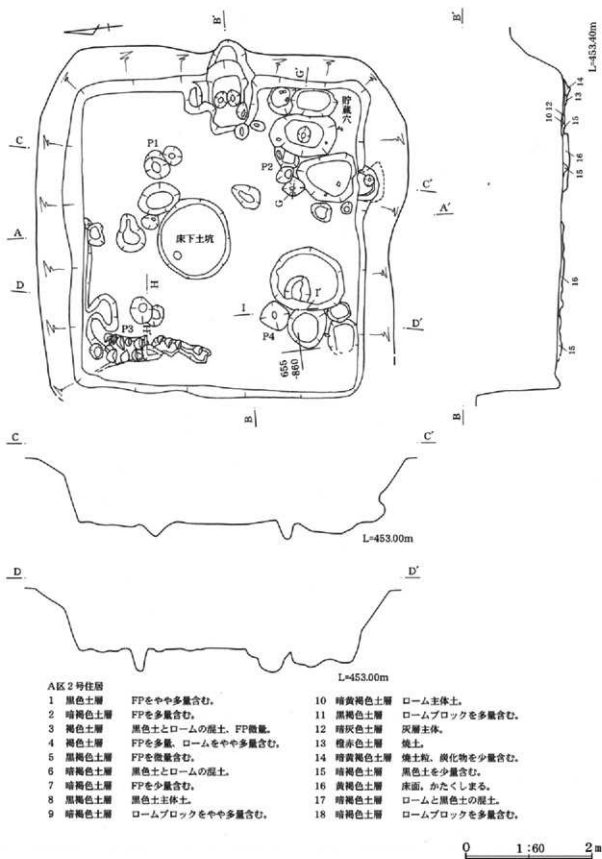 B'
B'
L=453.40m
G'
14
13
10 12
15
貯蔵穴
C
P1
P2
16
15
C'
G
A'
A
床下土坑
D
H
I
I'
16
P3
H'
P4
D'
655
-860
15
B
B
C
C'
L=453.00m
D
D'
L=453.00m
A区2号住居
1 黒色土層 FPをやや多量含む。
2 暗褐色土層 FPを多量含む。
3 褐色土層 黒色土とロームの混土、FP微量。
4 褐色土層 FPを多量、ロームをやや多量含む。
5 黒褐色土層 FPを微量含む。
6 暗褐色土層 黒色土とロームの混土。
7 暗褐色土層 FPを少量含む。
8 黒褐色土層 黒色土主体土。
9 暗褐色土層 ロームブロックをやや多量含む。
10 暗黄褐色土層 ローム主体土。
11 黒褐色土層 ロームブロックを多量含む。
12 暗灰色土層 灰層主体。
13 橙赤色土層 焼土。
14 暗黄褐色土層 焼土粒、炭化物を少量含む。
15 暗褐色土層 黒色土を少量含む。
16 黄褐色土層 床面。かたくしまる。
17 暗褐色土層 ロームと黒色土の混土。
18 暗褐色土層 ロームブロックを多量含む。
0 1:60 2m